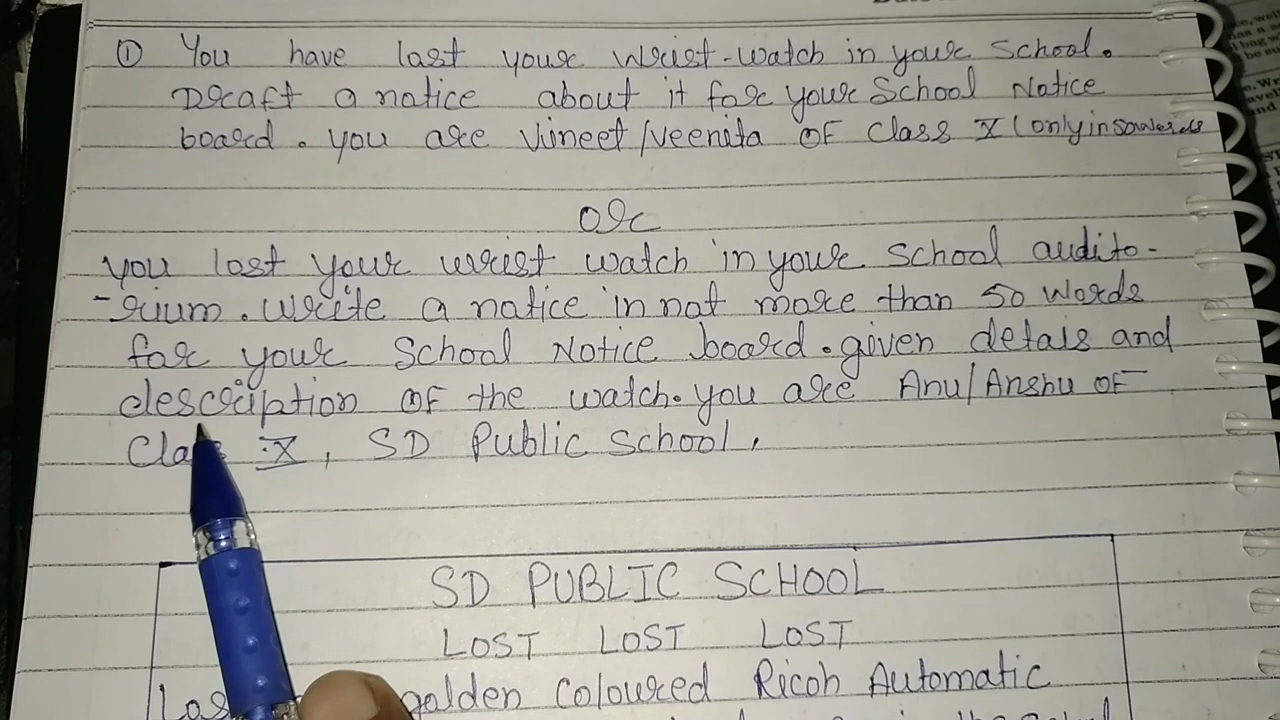 ① You have last your Wrist-Watch in your School.
Draft a notice about it for your School Notice
board. you are Vineet/Veenita OF Class X (only in 50 words
OR
you lost your wrist watch in your School audito-
-rium. Write a notice in not more than 50 Words
for your School Notice board. given detais and
description OF the watch. you are Anu/Anshu OF
Class X, SD Public School,
SD PUBLIC SCHOOL
LOST LOST LOST
golden Coloured Ricoh Automatic